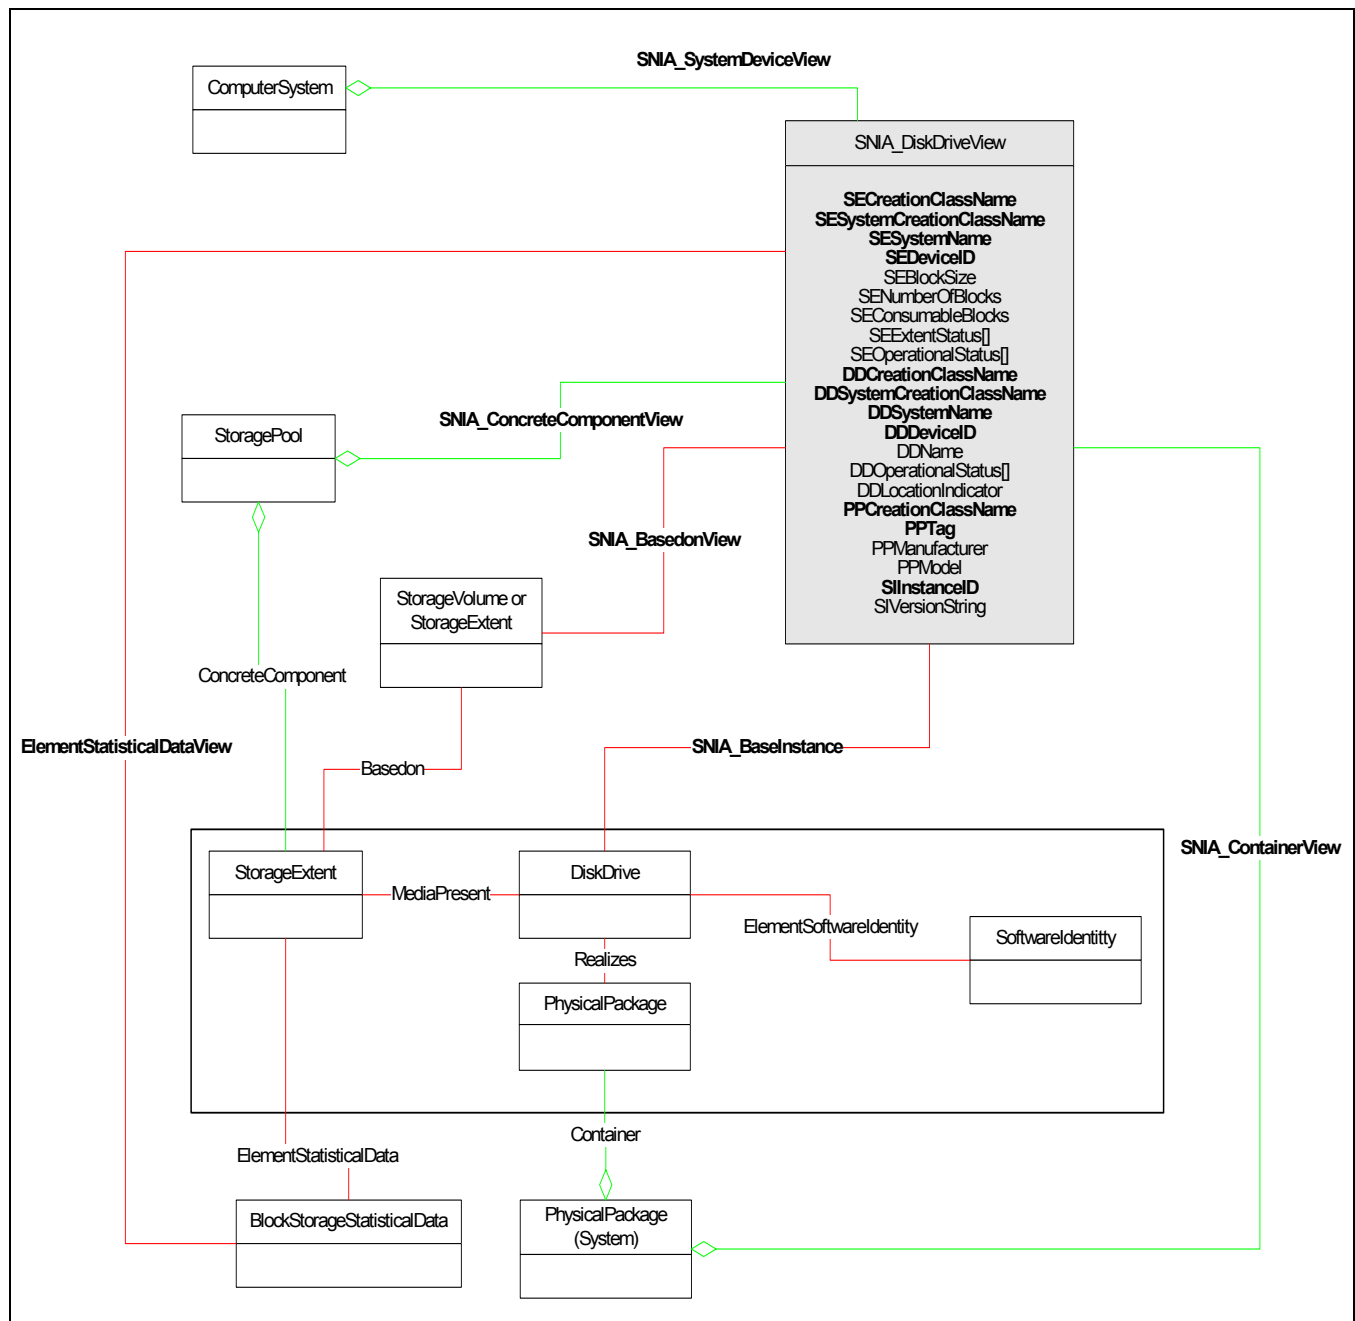 SNIA_SystemDeviceView
ComputerSystem
SNIA_DiskDriveView
SECreationClassName
SESystemCreationClassName
SESystemName
SEDeviceID
SEBlockSize
SENumberOfBlocks
SEConsumableBlocks
SEExtentStatus[]
SEOperationalStatus[]
DDCreationClassName
DDSystemCreationClassName
DDSystemName
DDDeviceID
DDName
DDOperationalStatus[]
DDLocationIndicator
PPCreationClassName
PPTag
PPManufacturer
PPModel
SIInstanceID
SIVersionString
SNIA_ConcreteComponentView
StoragePool
SNIA_BasedonView
StorageVolume or
StorageExtent
ConcreteComponent
ElementStatisticalDataView
SNIA_BaseInstance
Basedon
SNIA_ContainerView
StorageExtent
MediaPresent
DiskDrive
ElementSoftwareIdentity
SoftwareIdentitty
Realizes
PhysicalPackage
Container
ElementStatisticalData
BlockStorageStatisticalData
PhysicalPackage
(System)